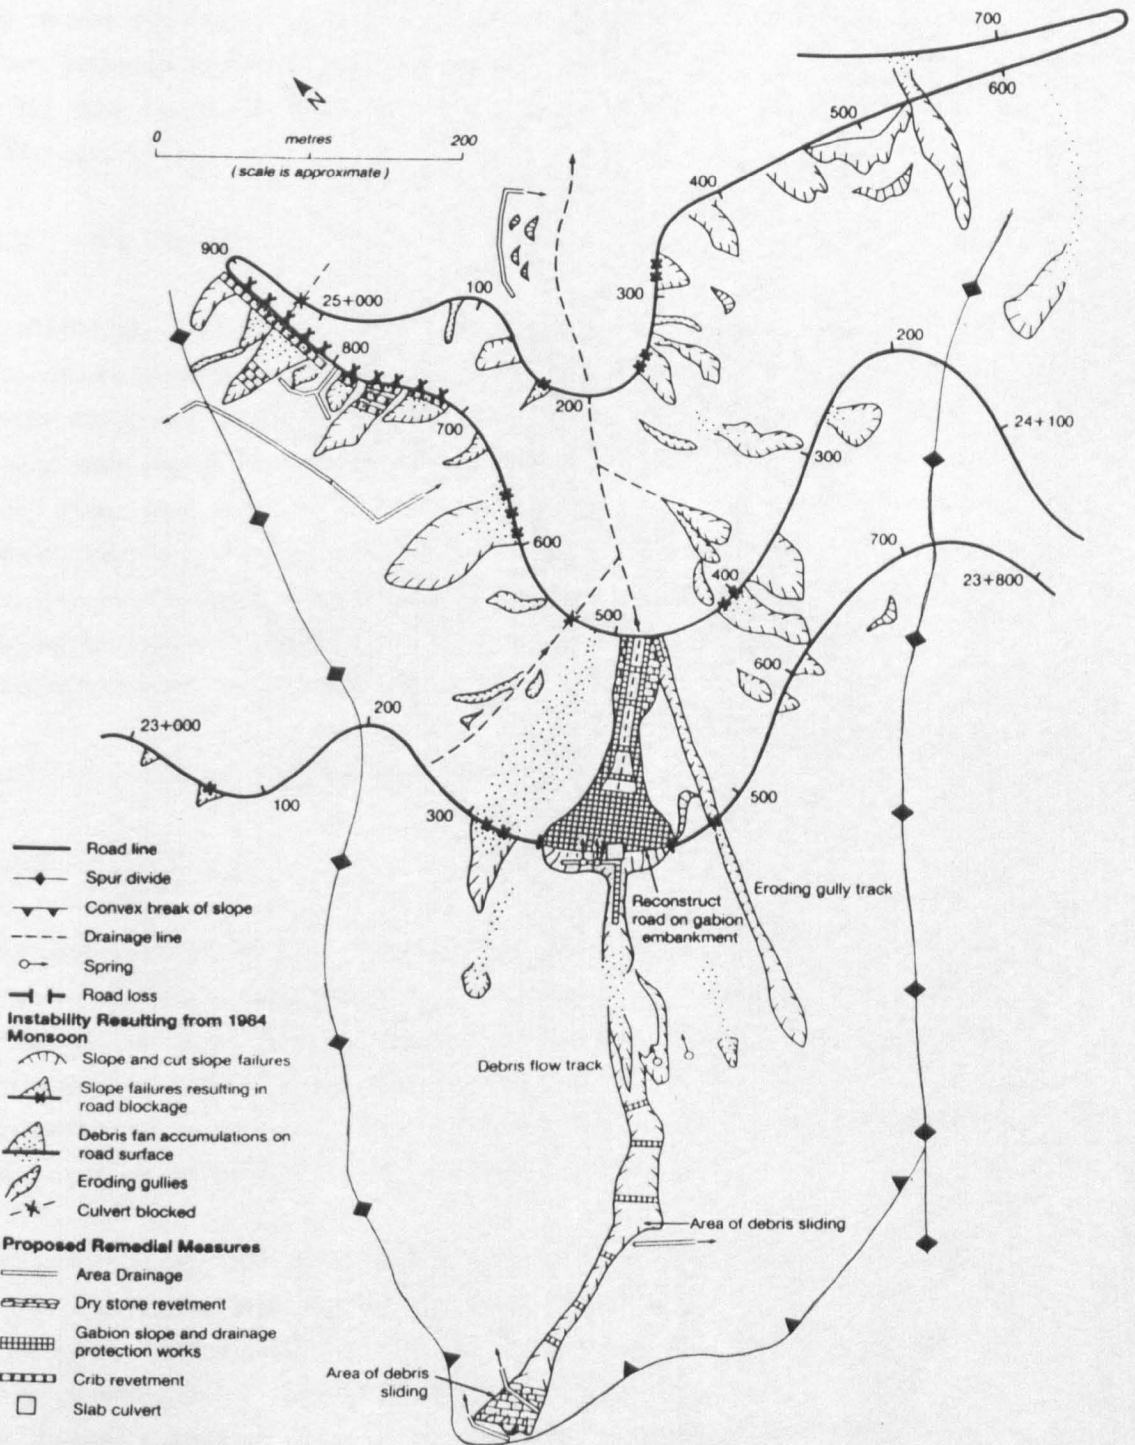 700
600
500
400
300
N
0 metres 200
(scale is approximate)
900
25+000
100
800
200
700
200
24+100
300
600
400
700
23+800
500
600
23+000
200
100
300
500
Road line
Spur divide
Convex break of slope
Drainage line
Spring
Road loss
Instability Resulting from 1984
Monsoon
Slope and cut slope failures
Slope failures resulting in
road blockage
Debris fan accumulations on
road surface
Eroding gullies
Culvert blocked
Proposed Remedial Measures
Area Drainage
Dry stone revetment
Gabion slope and drainage
protection works
Crib revetment
Slab culvert
Eroding gully track
Reconstruct
road on gabion
embankment
Debris flow track
Area of debris sliding
Area of debris
sliding